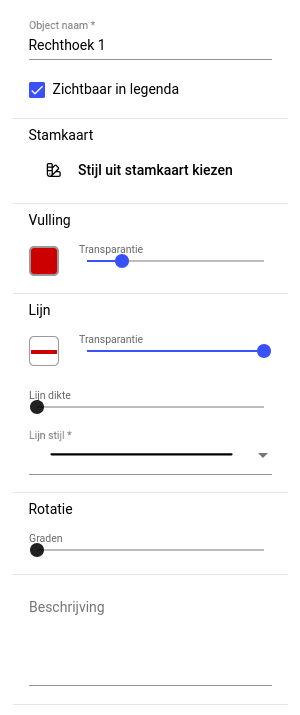 Object naam *
Rechthoek 1
Zichtbaar in legenda
Stamkaart
Stijl uit stamkaart kiezen
Vulling
Transparantie
Lijn
Transparantie
Lijn dikte
Lijn stijl *
Rotatie
Graden
Beschrijving